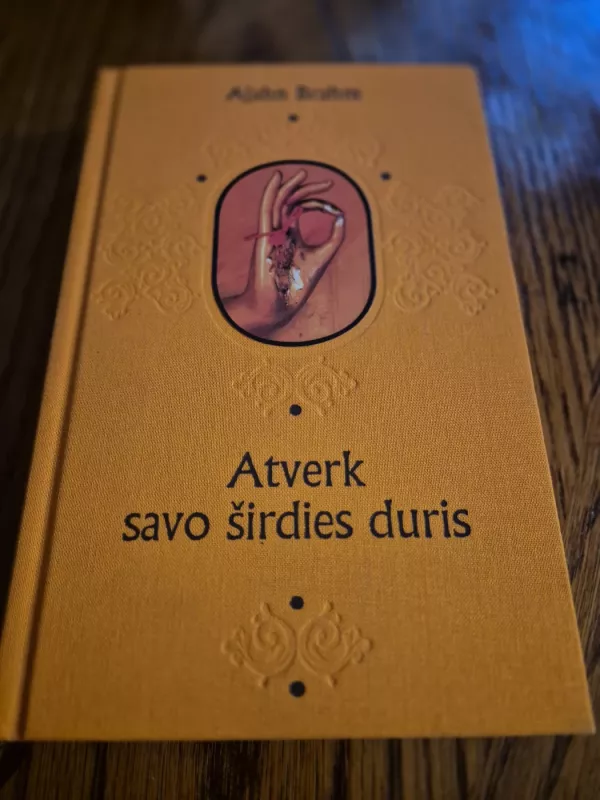 Ajahn Brahm
Atverk
savo širdies duris